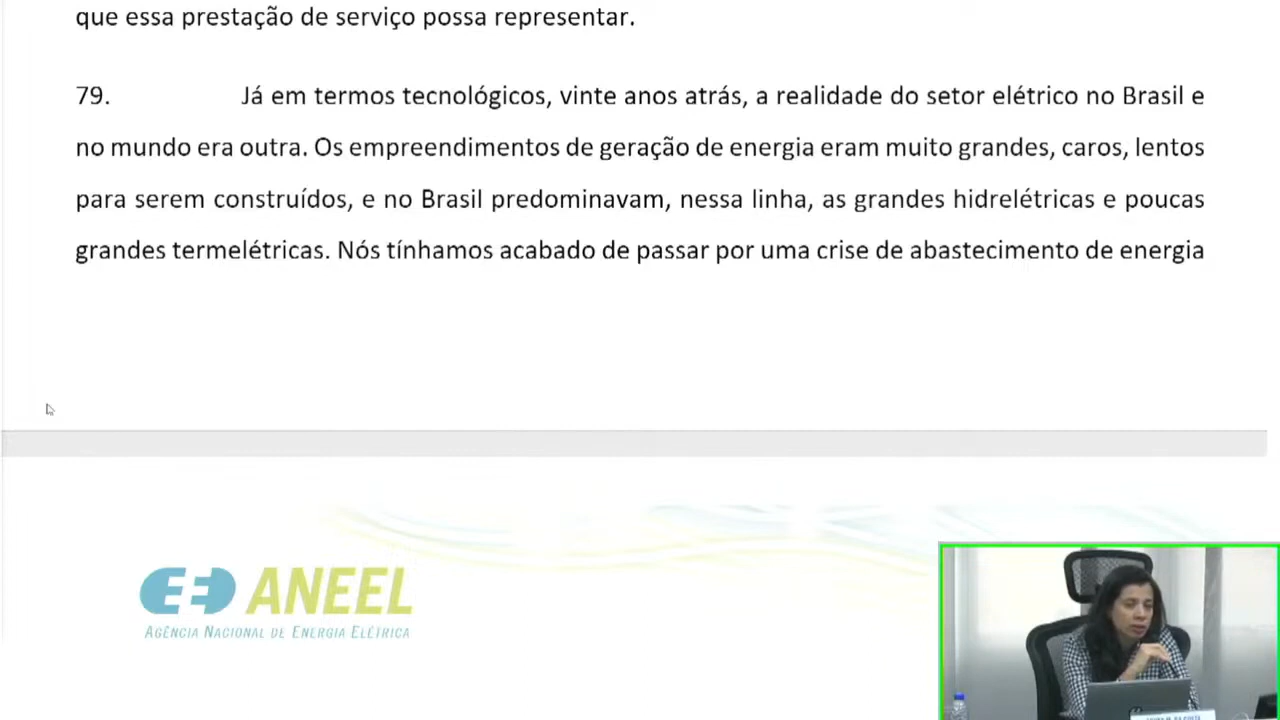 que essa prestação de serviço possa representar.
79. Já em termos tecnológicos, vinte anos atrás, a realidade do setor elétrico no Brasil e
no mundo era outra. Os empreendimentos de geração de energia eram muito grandes, caros, lentos
para serem construídos, e no Brasil predominavam, nessa linha, as grandes hidrelétricas e poucas
grandes termelétricas. Nós tínhamos acabado de passar por uma crise de abastecimento de energia
ANEEL
AGÊNCIA NACIONAL DE ENERGIA ELÉTRICA